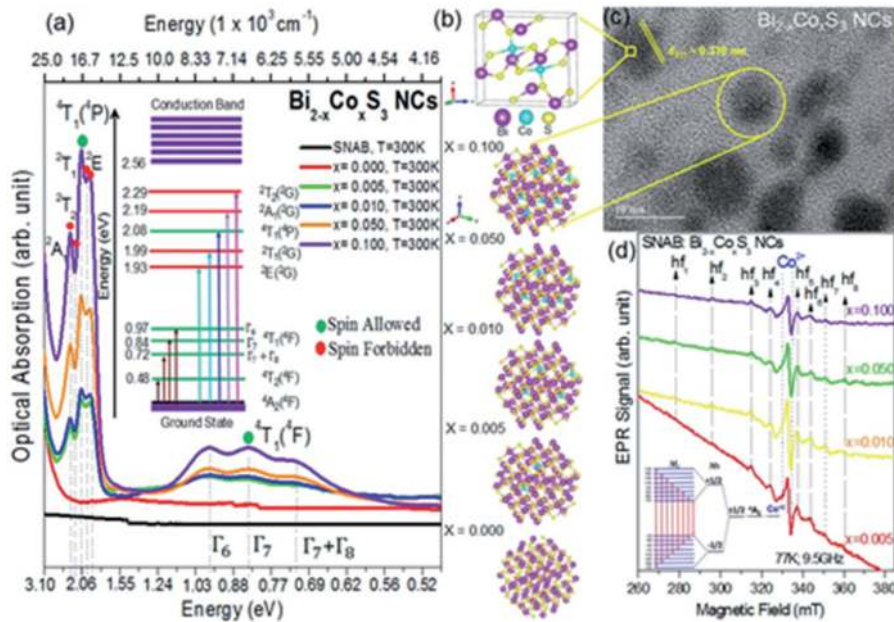 (a)
Energy (1 x 10³cm⁻¹)
25.0 16.7 12.5 10.0 8.33 7.14 6.25 5.55 5.00 4.54 4.16
Optical Absorption (arb. unit)
⁴T₁(⁴P)
²T₁
²T
²A₁
Energy (eV)
Conduction Band
2.56
2.29
2.19
2.08
1.99
1.93
0.97
0.84
0.72
0.48
²T₂(²G)
²A₁(²G)
⁴T₁(⁴P)
²T₁(²G)
²E(²G)
Γ₆
Γ₇
Γ₇+Γ₈
⁴T₁(⁴F)
⁴T₂(⁴F)
⁴A₂(⁴F)
Ground State
Bi₂₋ₓCoₓS₃ NCs
SNAB, T=300K
x= 0.000, T=300K
x= 0.005, T=300K
x= 0.010, T=300K
x= 0.050, T=300K
x= 0.100, T=300K
Spin Allowed
Spin Forbidden
⁴T₁(⁴F)
Γ₆ Γ₇ Γ₇+Γ₈
3.10 2.06 1.55 1.24 1.03 0.88 0.77 0.69 0.62 0.56 0.52
Energy (eV)
(b)
Bi Co S
X = 0.100
X = 0.050
X = 0.010
X = 0.005
X = 0.000
(c)
Bi₂₋ₓCoₓS₃ NCs
(d)
SNAB: Bi₂₋ₓCoₓS₃ NCs
Co²⁺
hf₁ hf₂ hf₃ hf₄ hf₅ hf₆ hf₇ hf₈
EPR Signal (arb. unit)
x=0.100
x=0.050
x=0.010
x=0.005
77K; 9.5GHz
260 280 300 320 340 360 380
Magnetic Field (mT)